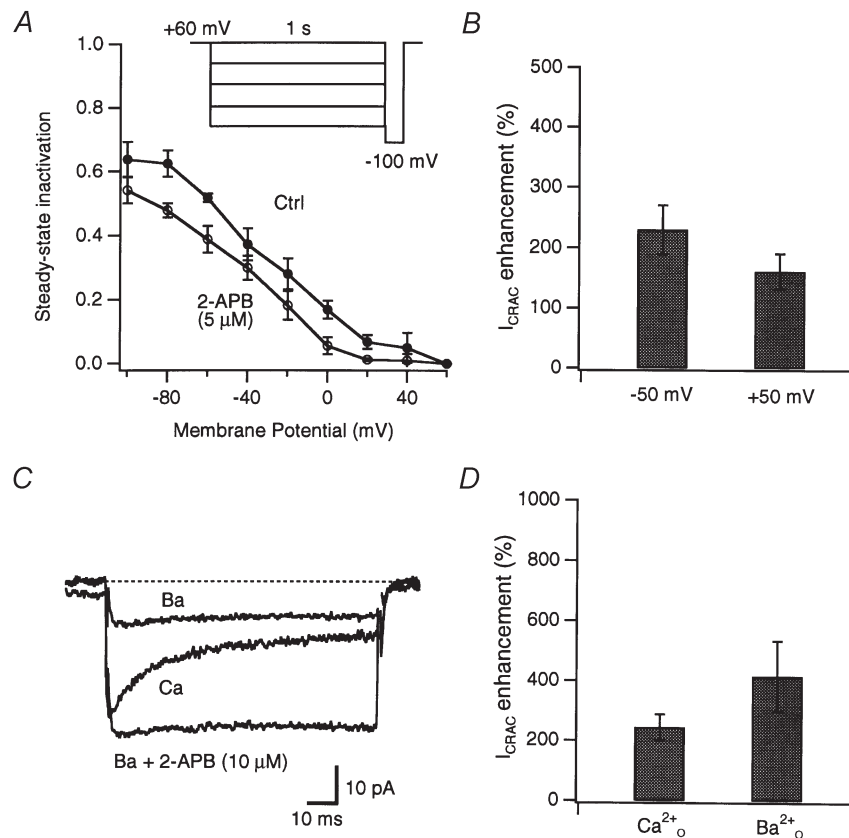 A
+60 mV
1 s
-100 mV
1.0
0.8
0.6
0.4
0.2
0.0
Steady-state inactivation
Ctrl
2-APB
(5 µM)
-80
-40
0
40
Membrane Potential (mV)
B
500
400
300
200
100
0
I_CRAC enhancement (%)
-50 mV
+50 mV
C
Ba
Ca
Ba + 2-APB (10 µM)
10 pA
10 ms
D
1000
800
600
400
200
0
I_CRAC enhancement (%)
Ca²⁺O
Ba²⁺O